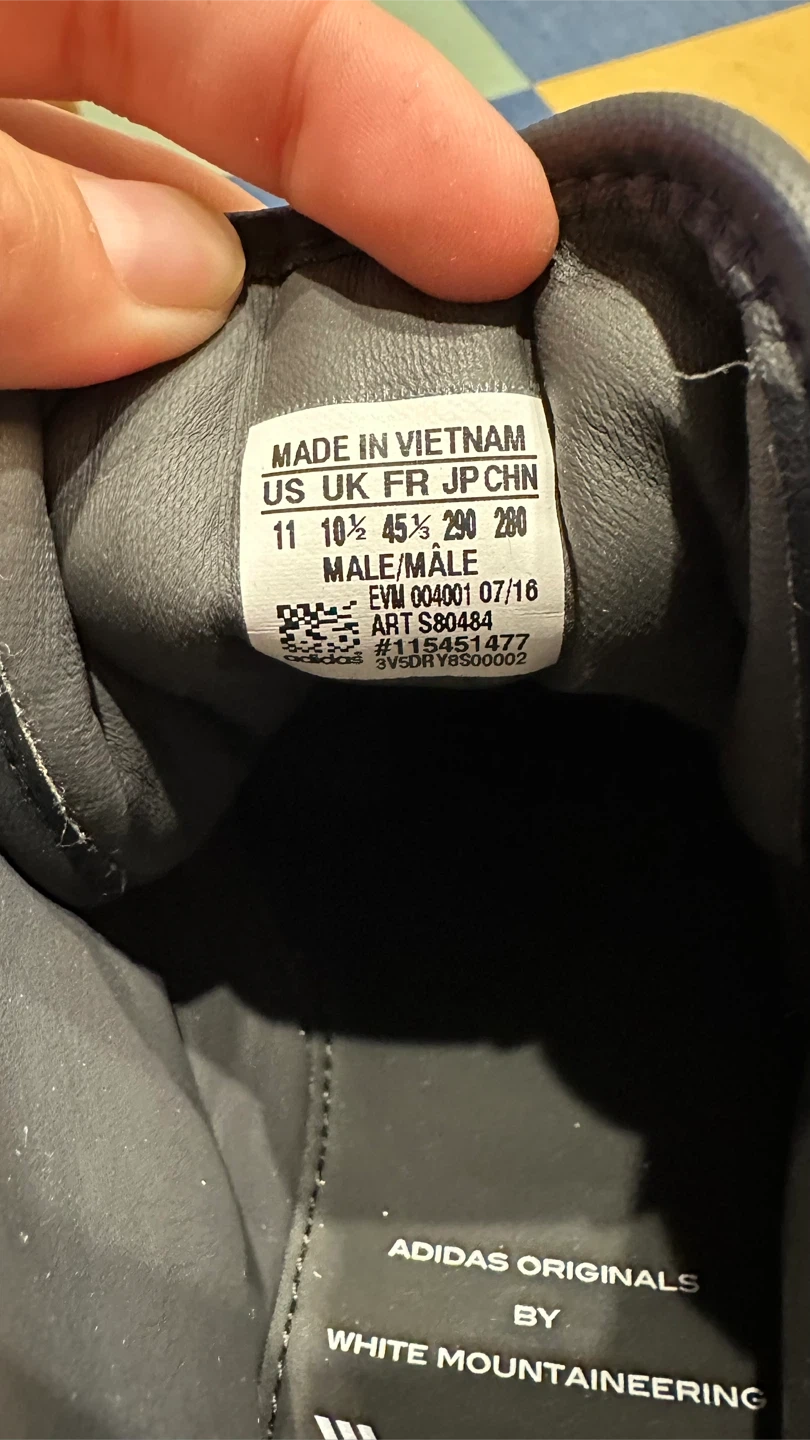 MADE IN VIETNAM
US UK FR JP CHN
11 10½ 45⅓ 290 280
MALE/MÂLE
EVM 004001 07/16
ART S80484
#115451477
adidas 3V5DRY8S00002
ADIDAS ORIGINALS
BY
WHITE MOUNTAINEERING